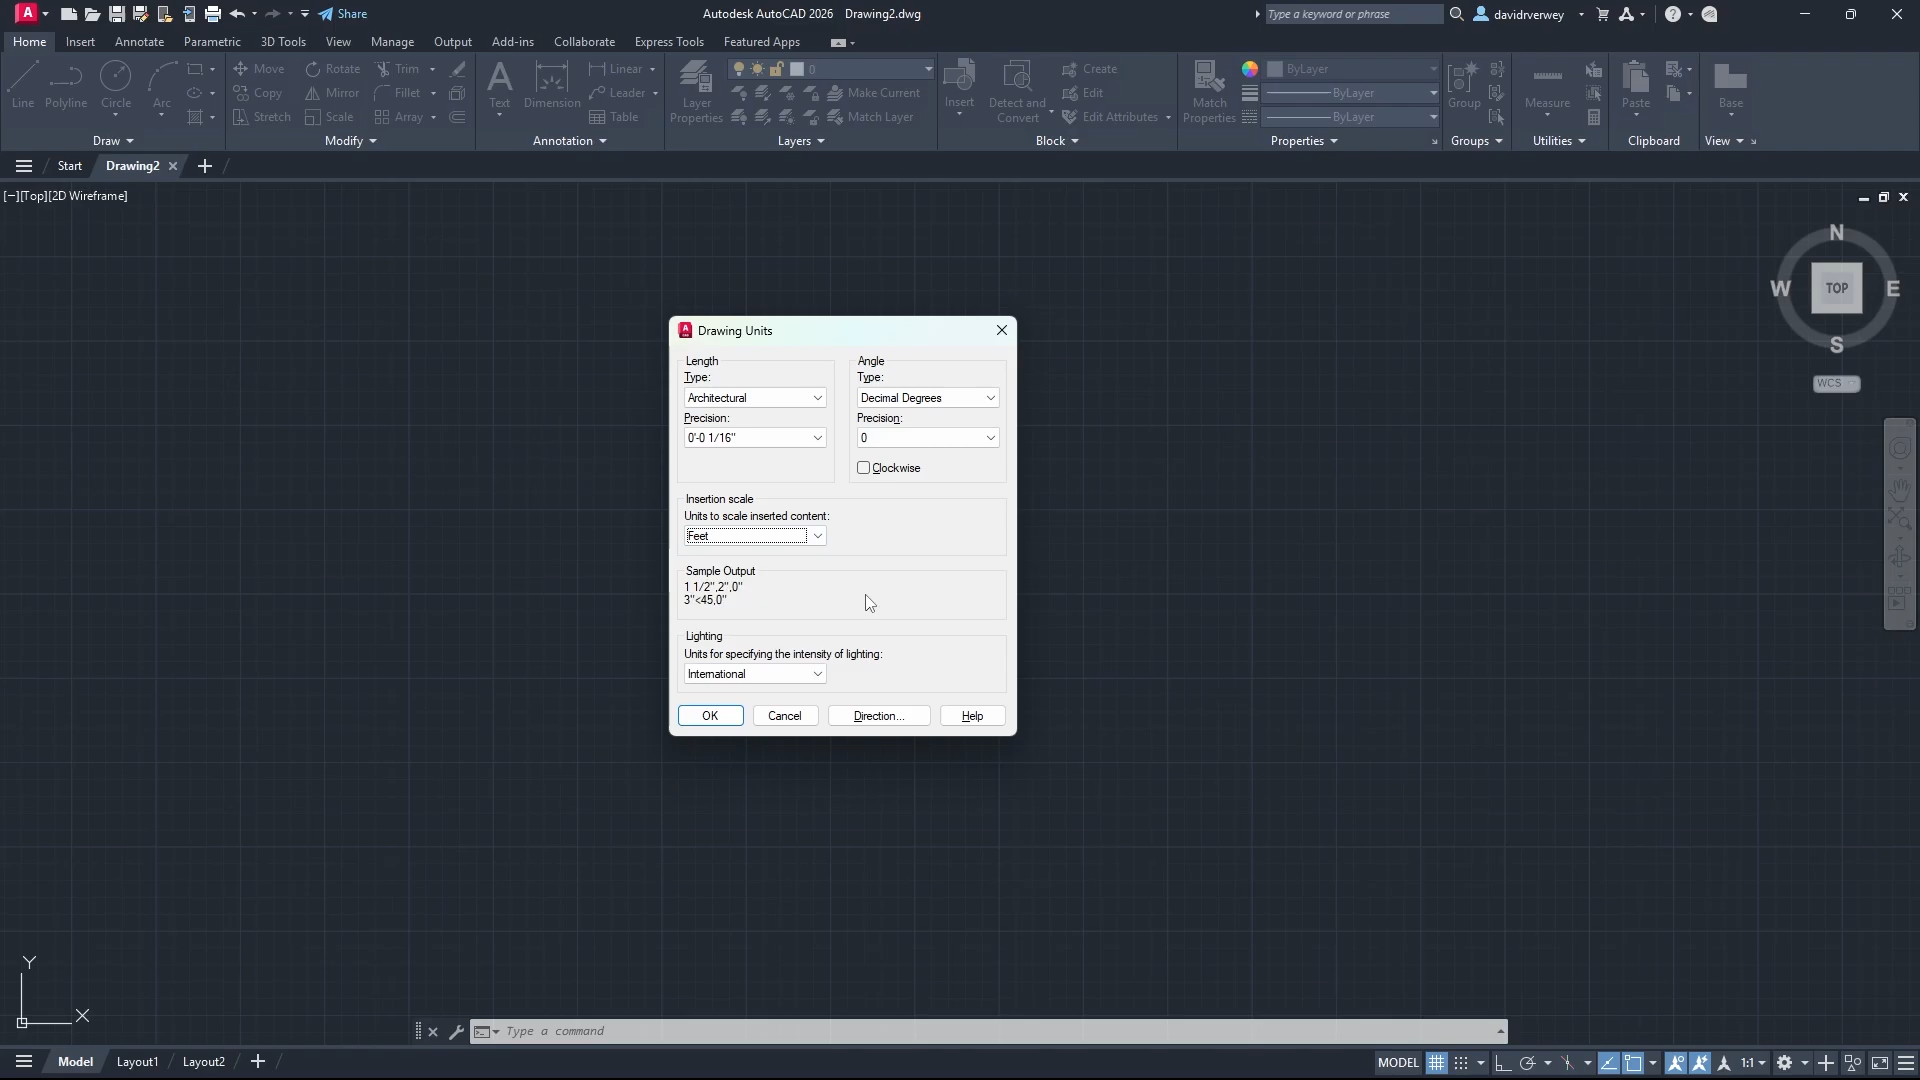 Share
Autodesk AutoCAD 2026 Drawing2.dwg
Type a keyword or phrase
davidrverwey
Home Insert Annotate Parametric 3D Tools View Manage Output Add-ins Collaborate Express Tools Featured Apps
Line Polyline Circle Arc
Move Rotate Trim
Copy Mirror Fillet
Stretch Scale Array
Text Dimension
Linear
Leader
Table
Layer Properties
0
Make Current
Match Layer
Insert
Detect and Convert
Create
Edit
Edit Attributes
Match Properties
ByLayer
ByLayer
ByLayer
Group
Measure
Paste
Base
Draw Modify Annotation Layers Block Properties Groups Utilities Clipboard View
Start Drawing2
[−][Top][2D Wireframe]
N
W TOP E
S
WCS
Drawing Units
Length
Type:
Architectural
Precision:
0'-0 1/16"
Angle
Type:
Decimal Degrees
Precision:
0
Clockwise
Insertion scale
Units to scale inserted content:
Feet
Sample Output
1 1/2",2",0"
3"<45,0"
Lighting
Units for specifying the intensity of lighting:
International
OK Cancel Direction... Help
Y
X
Type a command
Model Layout1 Layout2
MODEL 1:1